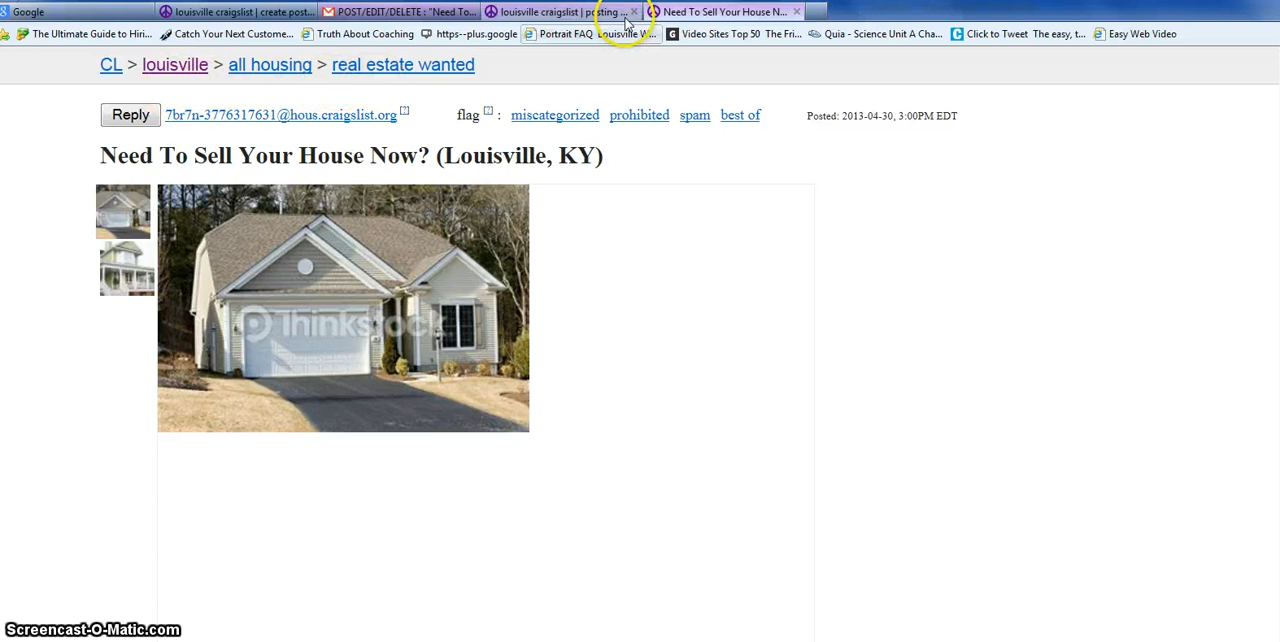 Google
louisville craigslist | create post...
POST/EDIT/DELETE : "Need To...
louisville craigslist | posting ...
Need To Sell Your House N...
The Ultimate Guide to Hiri...
Catch Your Next Custome...
Truth About Coaching
https--plus.google
Portrait FAQ Louisville W...
Video Sites Top 50 The Fri...
Quia - Science Unit A Cha...
Click to Tweet The easy, t...
Easy Web Video
CL > louisville > all housing > real estate wanted
Reply 7br7n-3776317631@hous.craigslist.org [?] flag [?] : miscategorized prohibited spam best of Posted: 2013-04-30, 3:00PM EDT
Need To Sell Your House Now? (Louisville, KY)
Thinkstock
Screencast-O-Matic.com